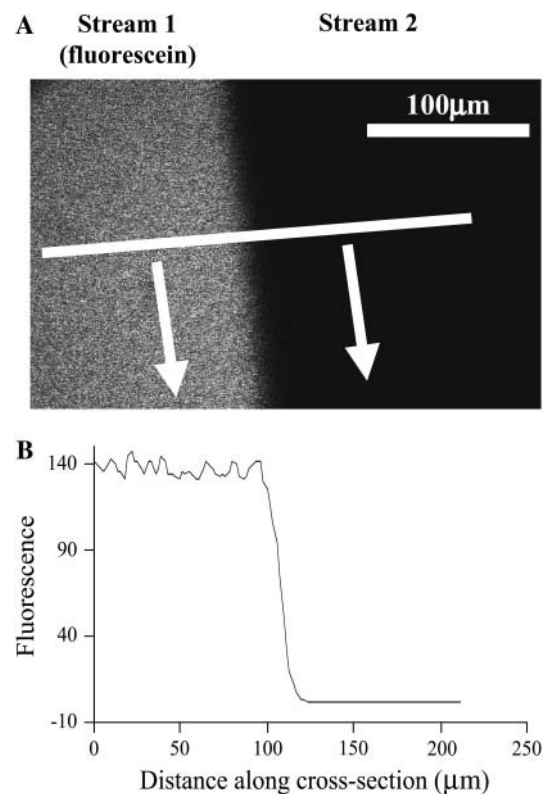 A
Stream 1
(fluorescein)
Stream 2
100μm
B
140
90
40
-10
Fluorescence
0
50
100
150
200
250
Distance along cross-section (μm)